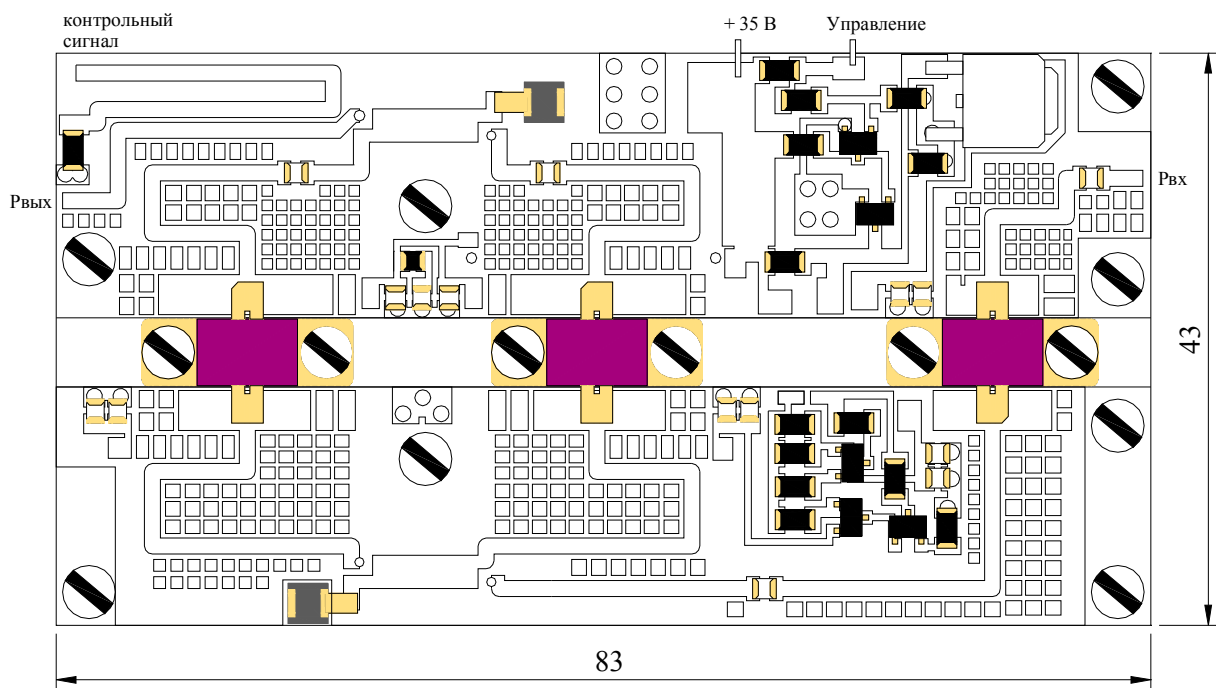 контрольный
сигнал
+ 35 В
Управление
Рвых
Рвх
43
83